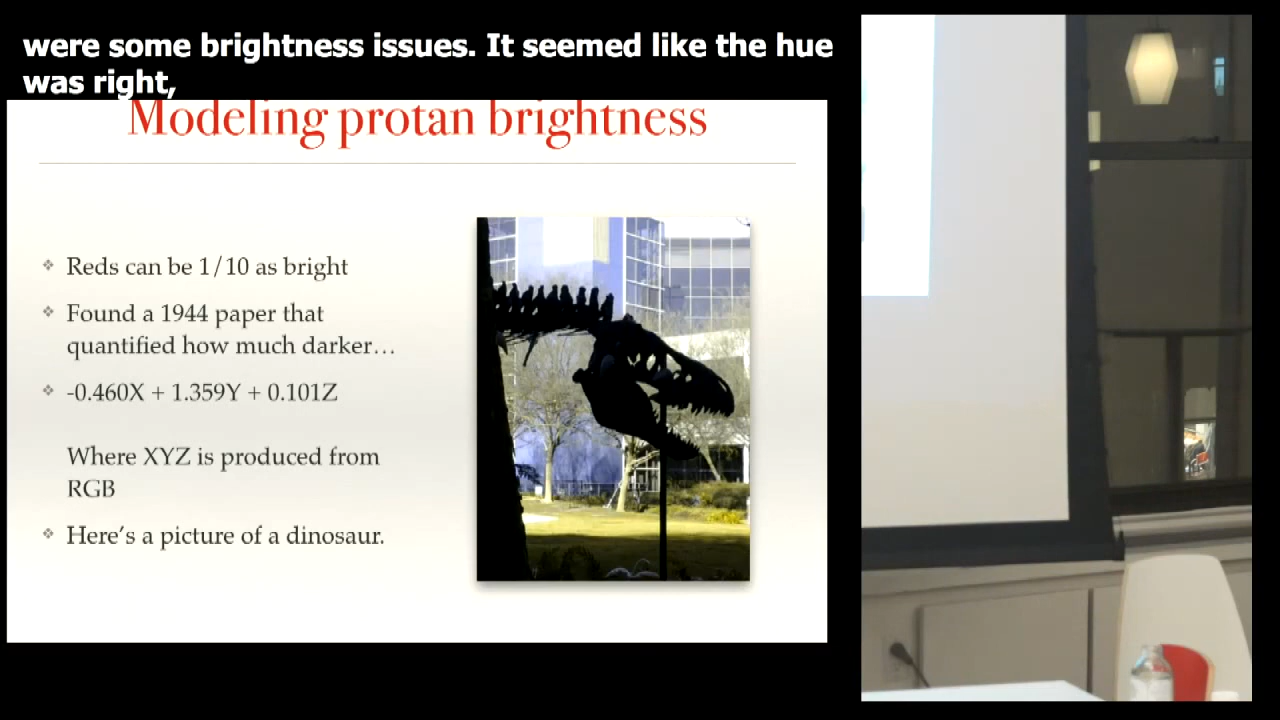 were some brightness issues. It seemed like the hue
was right,
Modeling protan brightness
Reds can be 1/10 as bright
Found a 1944 paper that
quantified how much darker…
-0.460X + 1.359Y + 0.101Z
Where XYZ is produced from
RGB
Here's a picture of a dinosaur.